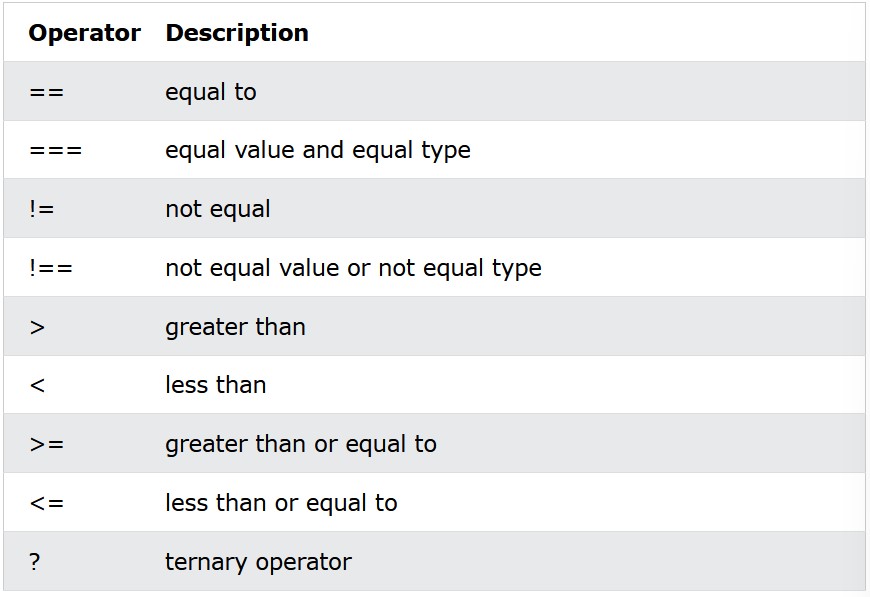 Operator Description
== equal to
=== equal value and equal type
!= not equal
!== not equal value or not equal type
> greater than
< less than
>= greater than or equal to
<= less than or equal to
? ternary operator